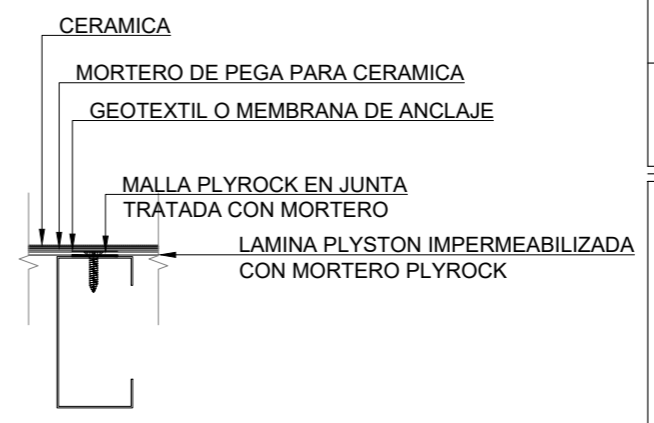 CERAMICA
MORTERO DE PEGA PARA CERAMICA
GEOTEXTIL O MEMBRANA DE ANCLAJE
MALLA PLYROCK EN JUNTA
TRATADA CON MORTERO
LAMINA PLYSTON IMPERMEABILIZADA
CON MORTERO PLYROCK